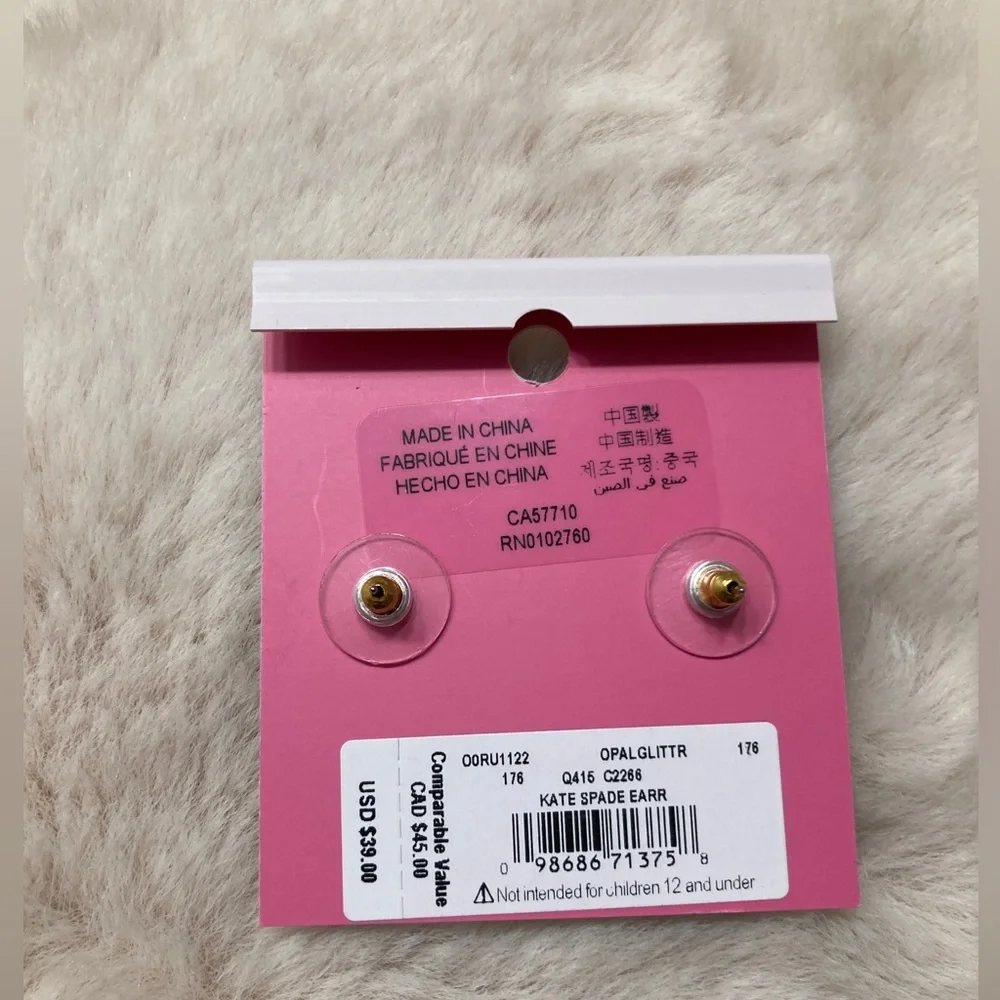 MADE IN CHINA
FABRIQUÉ EN CHINE
HECHO EN CHINA
中国製
中国制造
제조국명:중국
صنع في الصين
CA57710
RN0102760
O0RU1122 OPALGLITTR 176
176 Q415 C2266
KATE SPADE EARR
0 98686 71375 8
⚠Not intended for children 12 and under
Comparable Value
CAD $45.00
USD $39.00